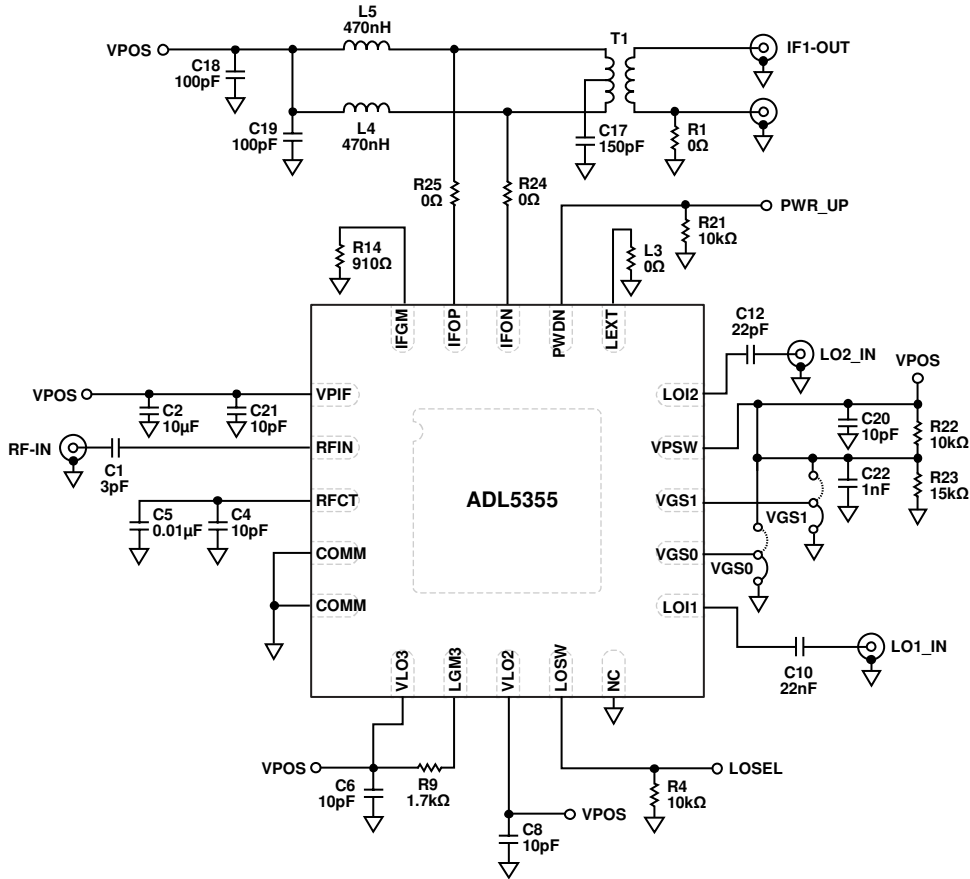 L5
470nH
T1
VPOS
IF1-OUT
C18
100pF
C19
100pF
L4
470nH
C17
150pF
R1
0Ω
R25
0Ω
R24
0Ω
PWR_UP
R21
10kΩ
R14
910Ω
L3
0Ω
IFGM
IFOP
IFON
PWDN
LEXT
C12
22pF
LO2_IN
VPOS
VPOS
C2
10µF
C21
10pF
VPIF
LOI2
C20
10pF
R22
10kΩ
RF-IN
C1
3pF
RFIN
VPSW
C22
1nF
R23
15kΩ
C5
0.01µF
C4
10pF
RFCT
ADL5355
VGS1
VGS1
COMM
VGS0
VGS0
COMM
LOI1
LO1_IN
C10
22nF
VLO3
LGM3
VLO2
LOSW
NC
VPOS
C6
10pF
R9
1.7kΩ
LOSEL
R4
10kΩ
VPOS
C8
10pF